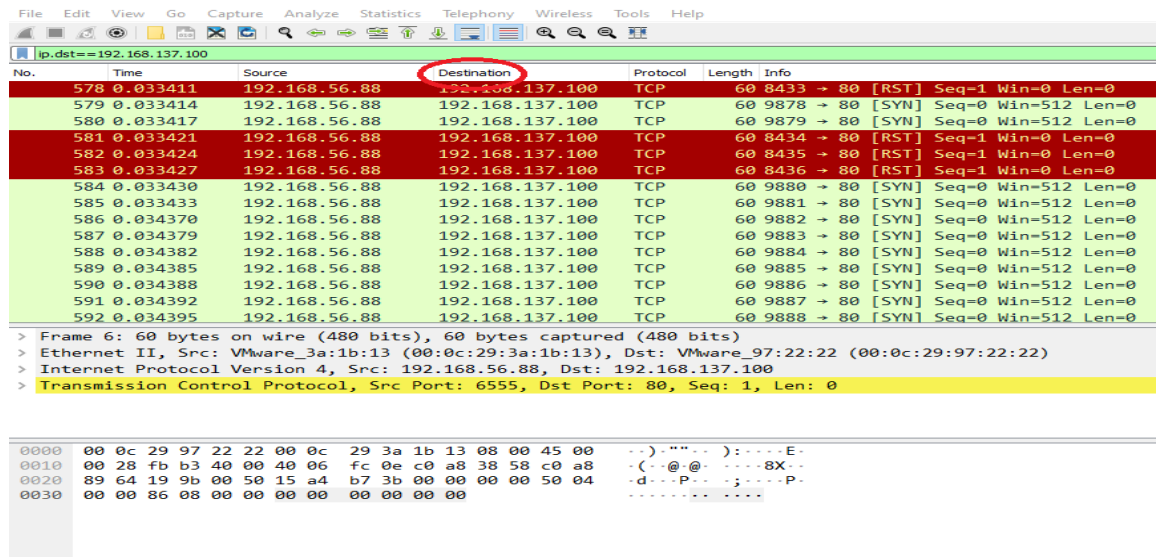 File Edit View Go Capture Analyze Statistics Telephony Wireless Tools Help
ip.dst==192.168.137.100
No. Time Source Destination Protocol Length Info
578 0.033411 192.168.56.88 192.168.137.100 TCP 60 8433 → 80 [RST] Seq=1 Win=0 Len=0
579 0.033414 192.168.56.88 192.168.137.100 TCP 60 9878 → 80 [SYN] Seq=0 Win=512 Len=0
580 0.033417 192.168.56.88 192.168.137.100 TCP 60 9879 → 80 [SYN] Seq=0 Win=512 Len=0
581 0.033421 192.168.56.88 192.168.137.100 TCP 60 8434 → 80 [RST] Seq=1 Win=0 Len=0
582 0.033424 192.168.56.88 192.168.137.100 TCP 60 8435 → 80 [RST] Seq=1 Win=0 Len=0
583 0.033427 192.168.56.88 192.168.137.100 TCP 60 8436 → 80 [RST] Seq=1 Win=0 Len=0
584 0.033430 192.168.56.88 192.168.137.100 TCP 60 9880 → 80 [SYN] Seq=0 Win=512 Len=0
585 0.033433 192.168.56.88 192.168.137.100 TCP 60 9881 → 80 [SYN] Seq=0 Win=512 Len=0
586 0.034370 192.168.56.88 192.168.137.100 TCP 60 9882 → 80 [SYN] Seq=0 Win=512 Len=0
587 0.034379 192.168.56.88 192.168.137.100 TCP 60 9883 → 80 [SYN] Seq=0 Win=512 Len=0
588 0.034382 192.168.56.88 192.168.137.100 TCP 60 9884 → 80 [SYN] Seq=0 Win=512 Len=0
589 0.034385 192.168.56.88 192.168.137.100 TCP 60 9885 → 80 [SYN] Seq=0 Win=512 Len=0
590 0.034388 192.168.56.88 192.168.137.100 TCP 60 9886 → 80 [SYN] Seq=0 Win=512 Len=0
591 0.034392 192.168.56.88 192.168.137.100 TCP 60 9887 → 80 [SYN] Seq=0 Win=512 Len=0
592 0.034395 192.168.56.88 192.168.137.100 TCP 60 9888 → 80 [SYN] Seq=0 Win=512 Len=0
> Frame 6: 60 bytes on wire (480 bits), 60 bytes captured (480 bits)
> Ethernet II, Src: VMware_3a:1b:13 (00:0c:29:3a:1b:13), Dst: VMware_97:22:22 (00:0c:29:97:22:22)
> Internet Protocol Version 4, Src: 192.168.56.88, Dst: 192.168.137.100
> Transmission Control Protocol, Src Port: 6555, Dst Port: 80, Seq: 1, Len: 0
0000 00 0c 29 97 22 22 00 0c 29 3a 1b 13 08 00 45 00 ··)·""·· ):····E·
0010 00 28 fb b3 40 00 40 06 fc 0e c0 a8 38 58 c0 a8 ·(··@·@· ····8X··
0020 89 64 19 9b 00 50 15 a4 b7 3b 00 00 00 00 50 04 ·d···P·· ·;····P·
0030 00 00 86 08 00 00 00 00 00 00 00 00 ········ ····